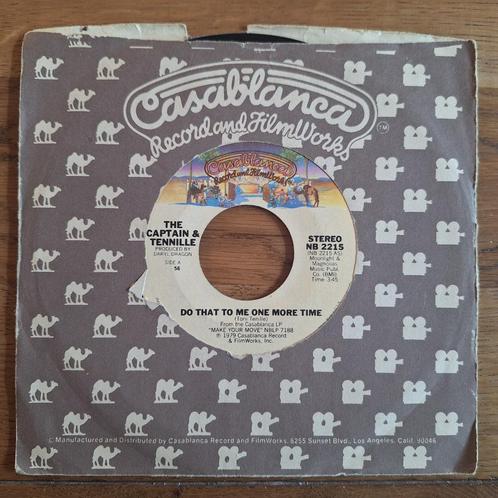 Casablanca
Record and FilmWorks
TM
Casablanca
Record and FilmWorks
THE
CAPTAIN &
TENNILLE
PRODUCED BY
DARYL DRAGON
SIDE A
56
STEREO
NB 2215
(NB 2215 AS)
Moonlight &
Magnolias
Music Publ.
Co. (BMI)
Time: 3:45
DO THAT TO ME ONE MORE TIME
(Toni Tenille)
From the Casablanca LP
"MAKE YOUR MOVE" NBLP 7188
℗ 1979 Casablanca Record
& FilmWorks, Inc.
Manufactured and Distributed by Casablanca Record and FilmWorks, 8255 Sunset Blvd., Los Angeles, Calif. 90046